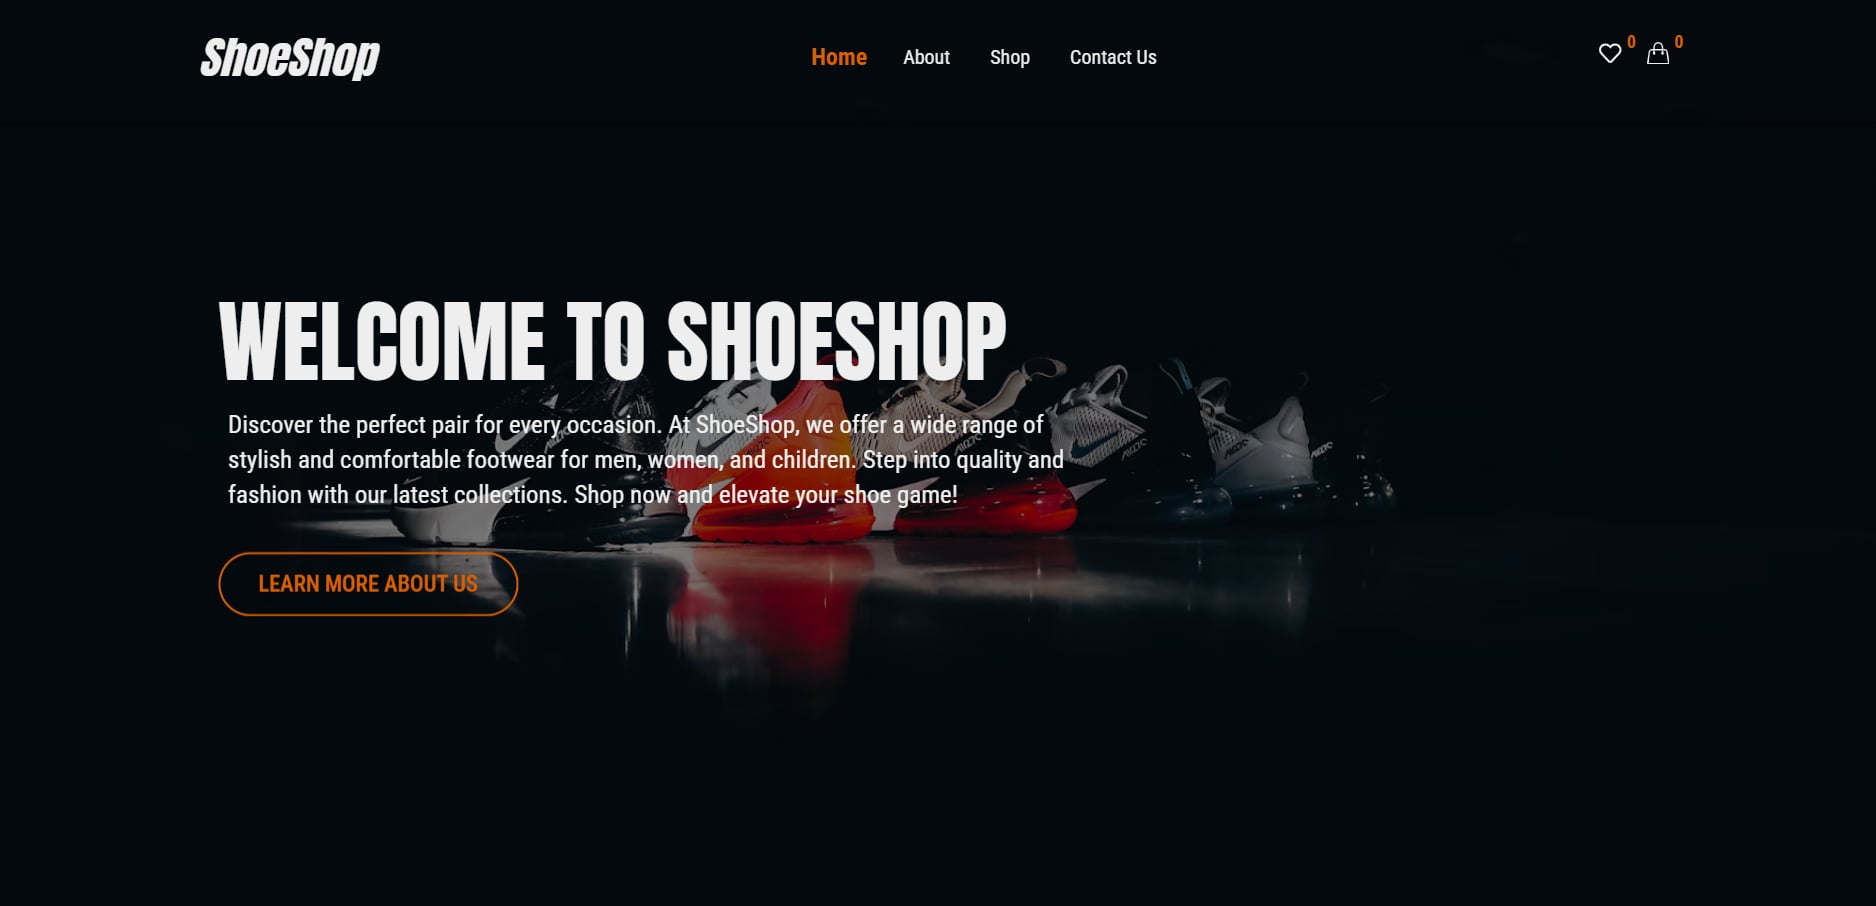 ShoeShop
Home About Shop Contact Us
0 0
WELCOME TO SHOESHOP
Discover the perfect pair for every occasion. At ShoeShop, we offer a wide range of
stylish and comfortable footwear for men, women, and children. Step into quality and
fashion with our latest collections. Shop now and elevate your shoe game!
LEARN MORE ABOUT US